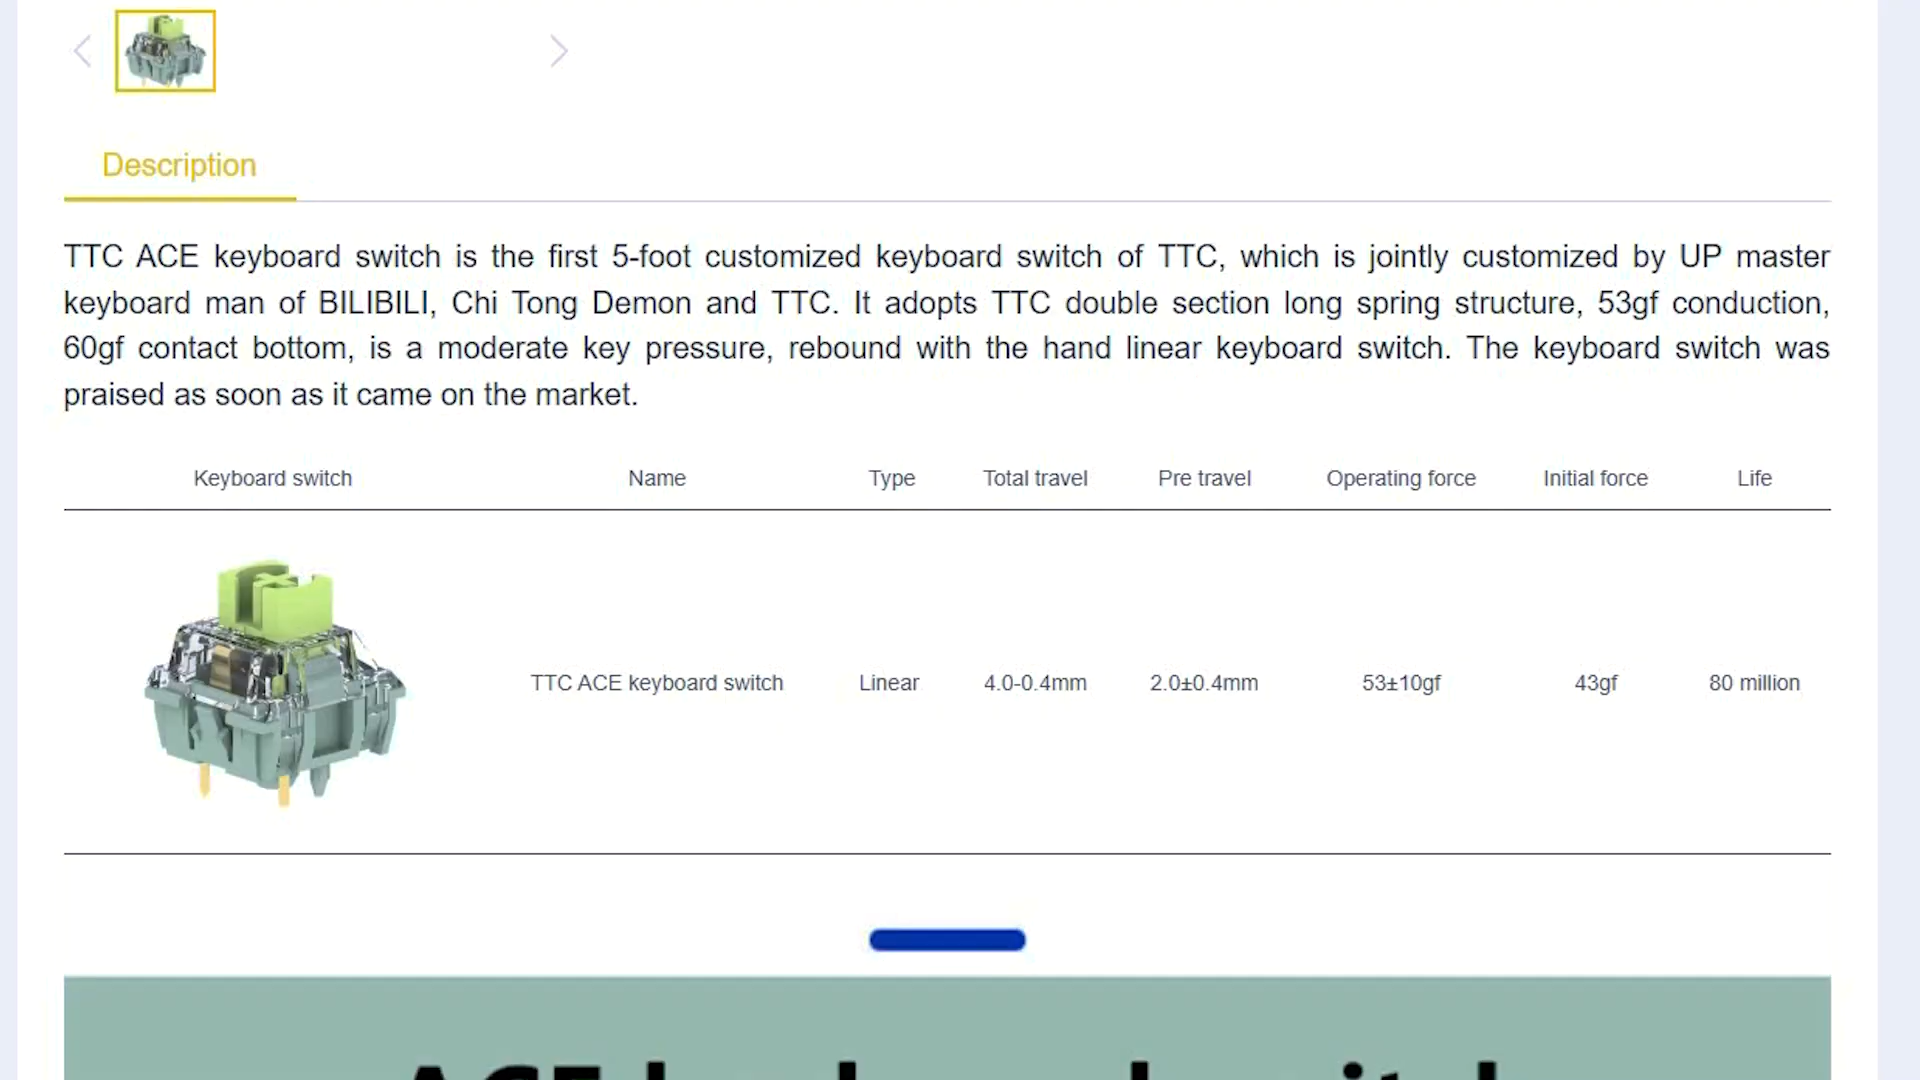 Description
TTC ACE keyboard switch is the first 5-foot customized keyboard switch of TTC, which is jointly customized by UP master
keyboard man of BILIBILI, Chi Tong Demon and TTC. It adopts TTC double section long spring structure, 53gf conduction,
60gf contact bottom, is a moderate key pressure, rebound with the hand linear keyboard switch. The keyboard switch was
praised as soon as it came on the market.
Keyboard switch Name Type Total travel Pre travel Operating force Initial force Life
TTC ACE keyboard switch Linear 4.0-0.4mm 2.0±0.4mm 53±10gf 43gf 80 million